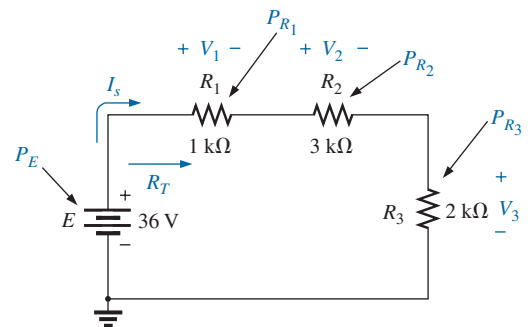 P_R₁
+ V₁ − + V₂ −
P_R₂
I_s
R₁ R₂
P_R₃
1 kΩ 3 kΩ
P_E
R_T
+
+
E 36 V
R₃ 2 kΩ V₃
−
−